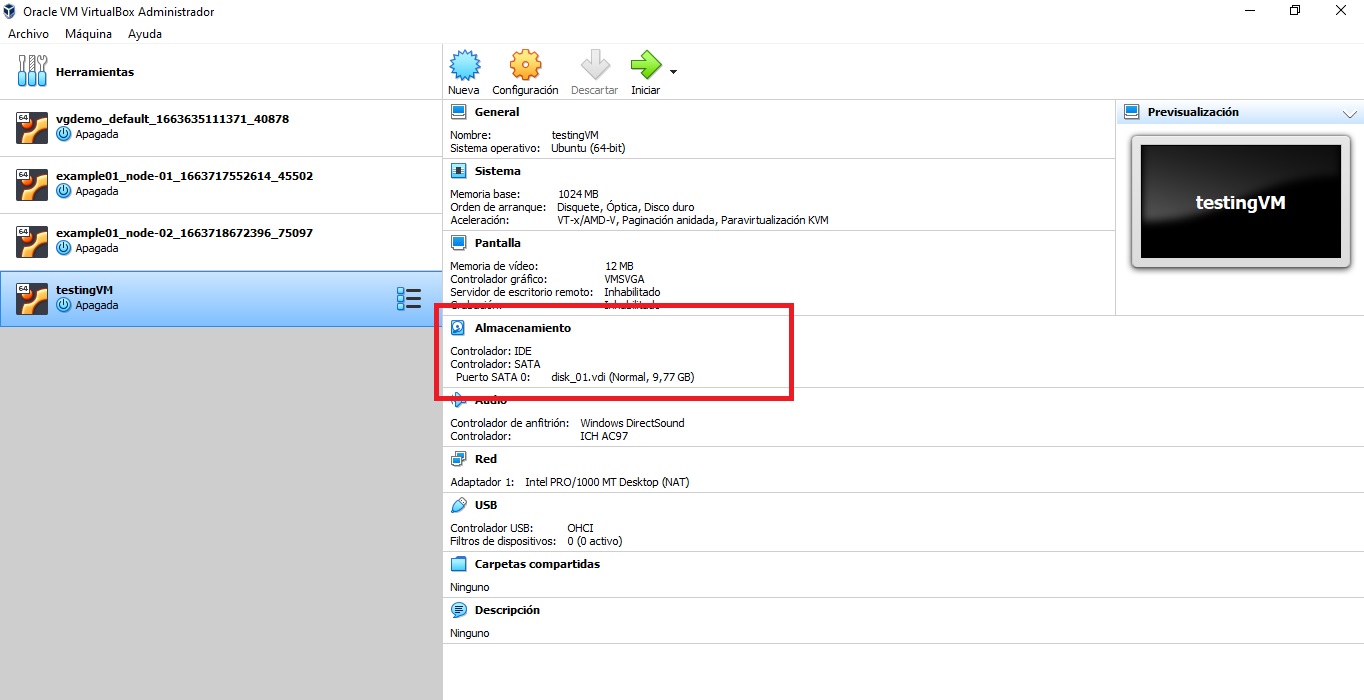 Oracle VM VirtualBox Administrador
Archivo Máquina Ayuda
Herramientas
64
vgdemo_default_1663635111371_40878
Apagada
64
example01_node-01_1663717552614_45502
Apagada
64
example01_node-02_1663718672396_75097
Apagada
64
testingVM
Apagada
Nueva Configuración Descartar Iniciar
General
Nombre: testingVM
Sistema operativo: Ubuntu (64-bit)
Sistema
Memoria base: 1024 MB
Orden de arranque: Disquete, Óptica, Disco duro
Aceleración: VT-x/AMD-V, Paginación anidada, Paravirtualización KVM
Pantalla
Memoria de vídeo: 12 MB
Controlador gráfico: VMSVGA
Servidor de escritorio remoto: Inhabilitado
Grabación: Inhabilitado
Almacenamiento
Controlador: IDE
Controlador: SATA
Puerto SATA 0: disk_01.vdi (Normal, 9,77 GB)
Audio
Controlador de anfitrión: Windows DirectSound
Controlador: ICH AC97
Red
Adaptador 1: Intel PRO/1000 MT Desktop (NAT)
USB
Controlador USB: OHCI
Filtros de dispositivos: 0 (0 activo)
Carpetas compartidas
Ninguno
Descripción
Ninguno
Previsualización
testingVM